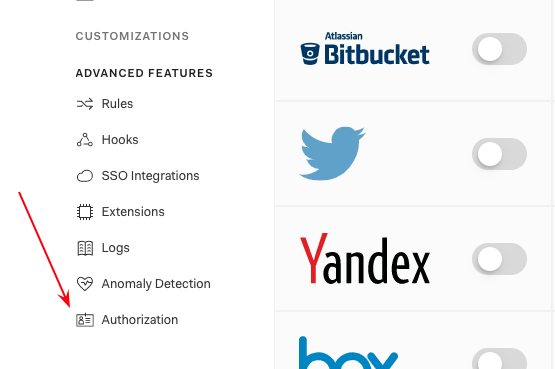 CUSTOMIZATIONS
ADVANCED FEATURES
Rules
Hooks
SSO Integrations
Extensions
Logs
Anomaly Detection
Authorization
Atlassian
Bitbucket
Yandex
box